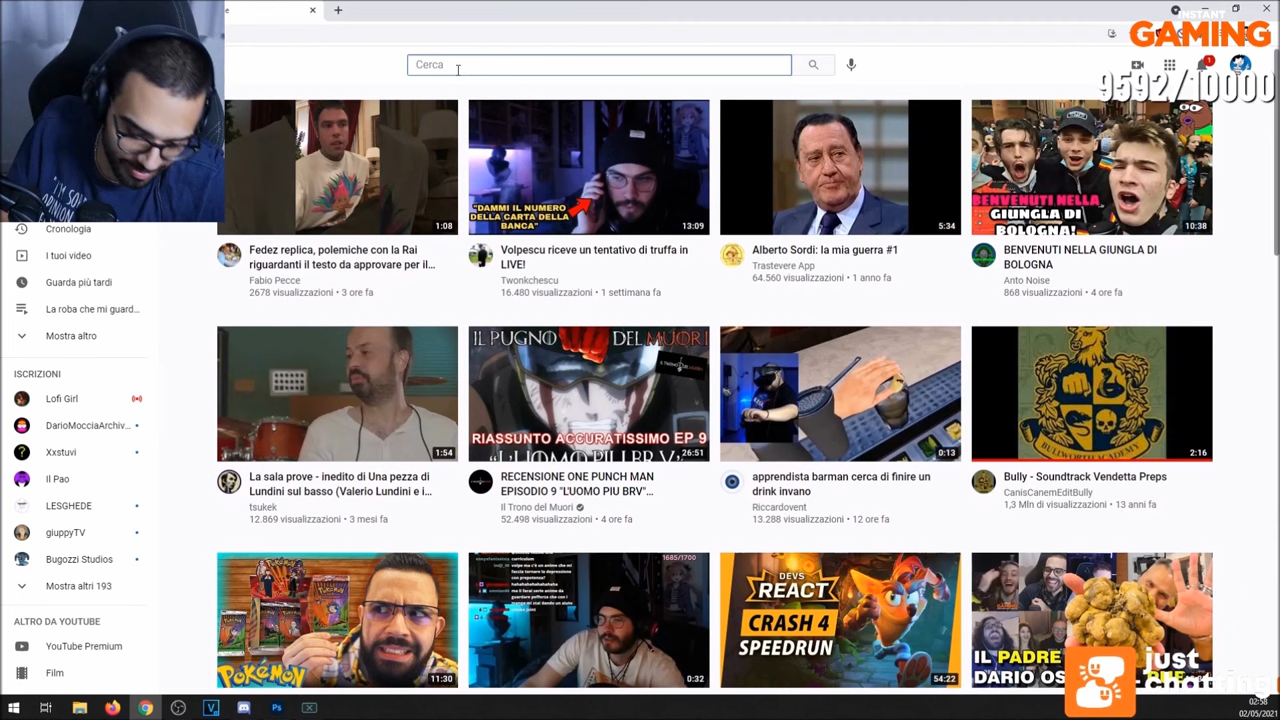 INSTANT
GAMING
Cerca
1
9592/10000
I'M SORRY
OPINION
1:08
"DAMMI IL NUMERO
DELLA CARTA DELLA
BANCA"
13:09
5:34
BENVENUTI NELLA
GIUNGLA DI
BOLOGNA!
10:38
Cronologia
I tuoi video
Guarda più tardi
La roba che mi guard...
Mostra altro
Fedez replica, polemiche con la Rai
riguardanti il testo da approvare per il...
Fabio Pecce
2678 visualizzazioni • 3 ore fa
Volpescu riceve un tentativo di truffa in
LIVE!
Twonkchescu
16.480 visualizzazioni • 1 settimana fa
Alberto Sordi: la mia guerra #1
Trastevere App
64.560 visualizzazioni • 1 anno fa
BENVENUTI NELLA GIUNGLA DI
BOLOGNA
Anto Noise
868 visualizzazioni • 4 ore fa
ISCRIZIONI
Lofi Girl
DarioMocciaArchiv...
Xxstuvi
Il Pao
LESGHEDE
giuppyTV
Bugozzi Studios
Mostra altri 193
1:54
IL PUGNO DEL MUORI
RIASSUNTO ACCURATISSIMO EP 9
"L'UOMO PIU BRV"
26:51
0:13
BULLWORTH ACADEMY
2:16
La sala prove - inedito di Una pezza di
Lundini sul basso (Valerio Lundini e i...
tsukek
12.869 visualizzazioni • 3 mesi fa
RECENSIONE ONE PUNCH MAN
EPISODIO 9 "L'UOMO PIU BRV"...
Il Trono del Muori
52.498 visualizzazioni • 4 ore fa
apprendista barman cerca di finire un
drink invano
Riccardovent
13.288 visualizzazioni • 12 ore fa
Bully - Soundtrack Vendetta Preps
CanisCanemEditBully
1,3 Mln di visualizzazioni • 13 anni fa
ALTRO DA YOUTUBE
YouTube Premium
Film
POKéMON
11:30
1685/1700
0:32
DEVS
REACT
CRASH 4
SPEEDRUN
54:22
IL PADRE
DARIO OS
just
chatting
02:58
02/05/2021